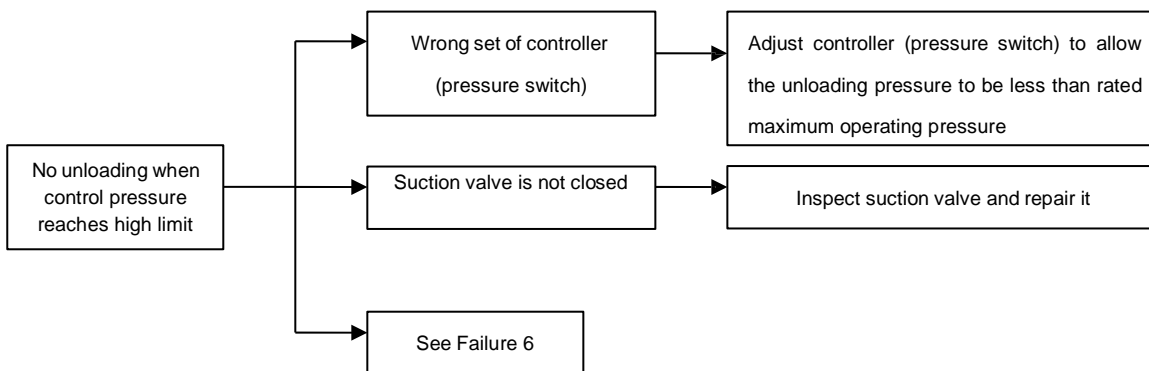 Wrong set of controller
(pressure switch)
Adjust controller (pressure switch) to allow
the unloading pressure to be less than rated
maximum operating pressure
No unloading when
control pressure
reaches high limit
Suction valve is not closed
Inspect suction valve and repair it
See Failure 6